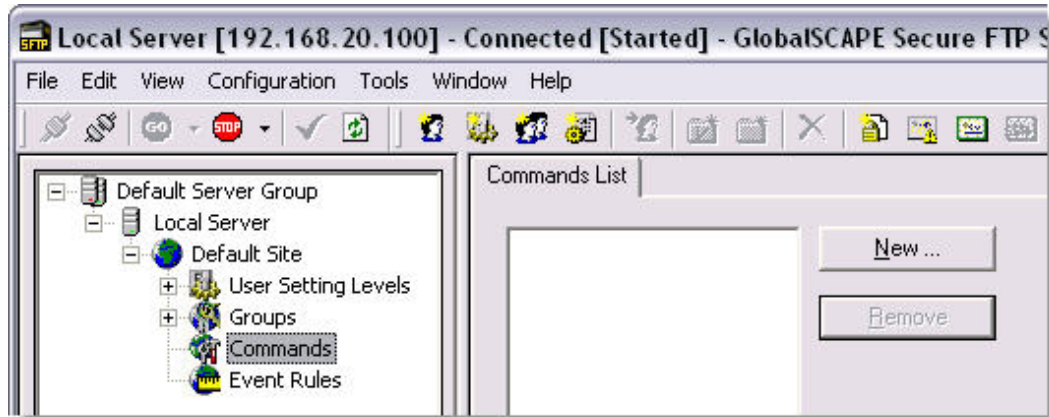 Local Server [192.168.20.100] - Connected [Started] - GlobalSCAPE Secure FTP S
File Edit View Configuration Tools Window Help
GO STOP
Default Server Group
Local Server
Default Site
User Setting Levels
Groups
Commands
Event Rules
Commands List
New ...
Remove